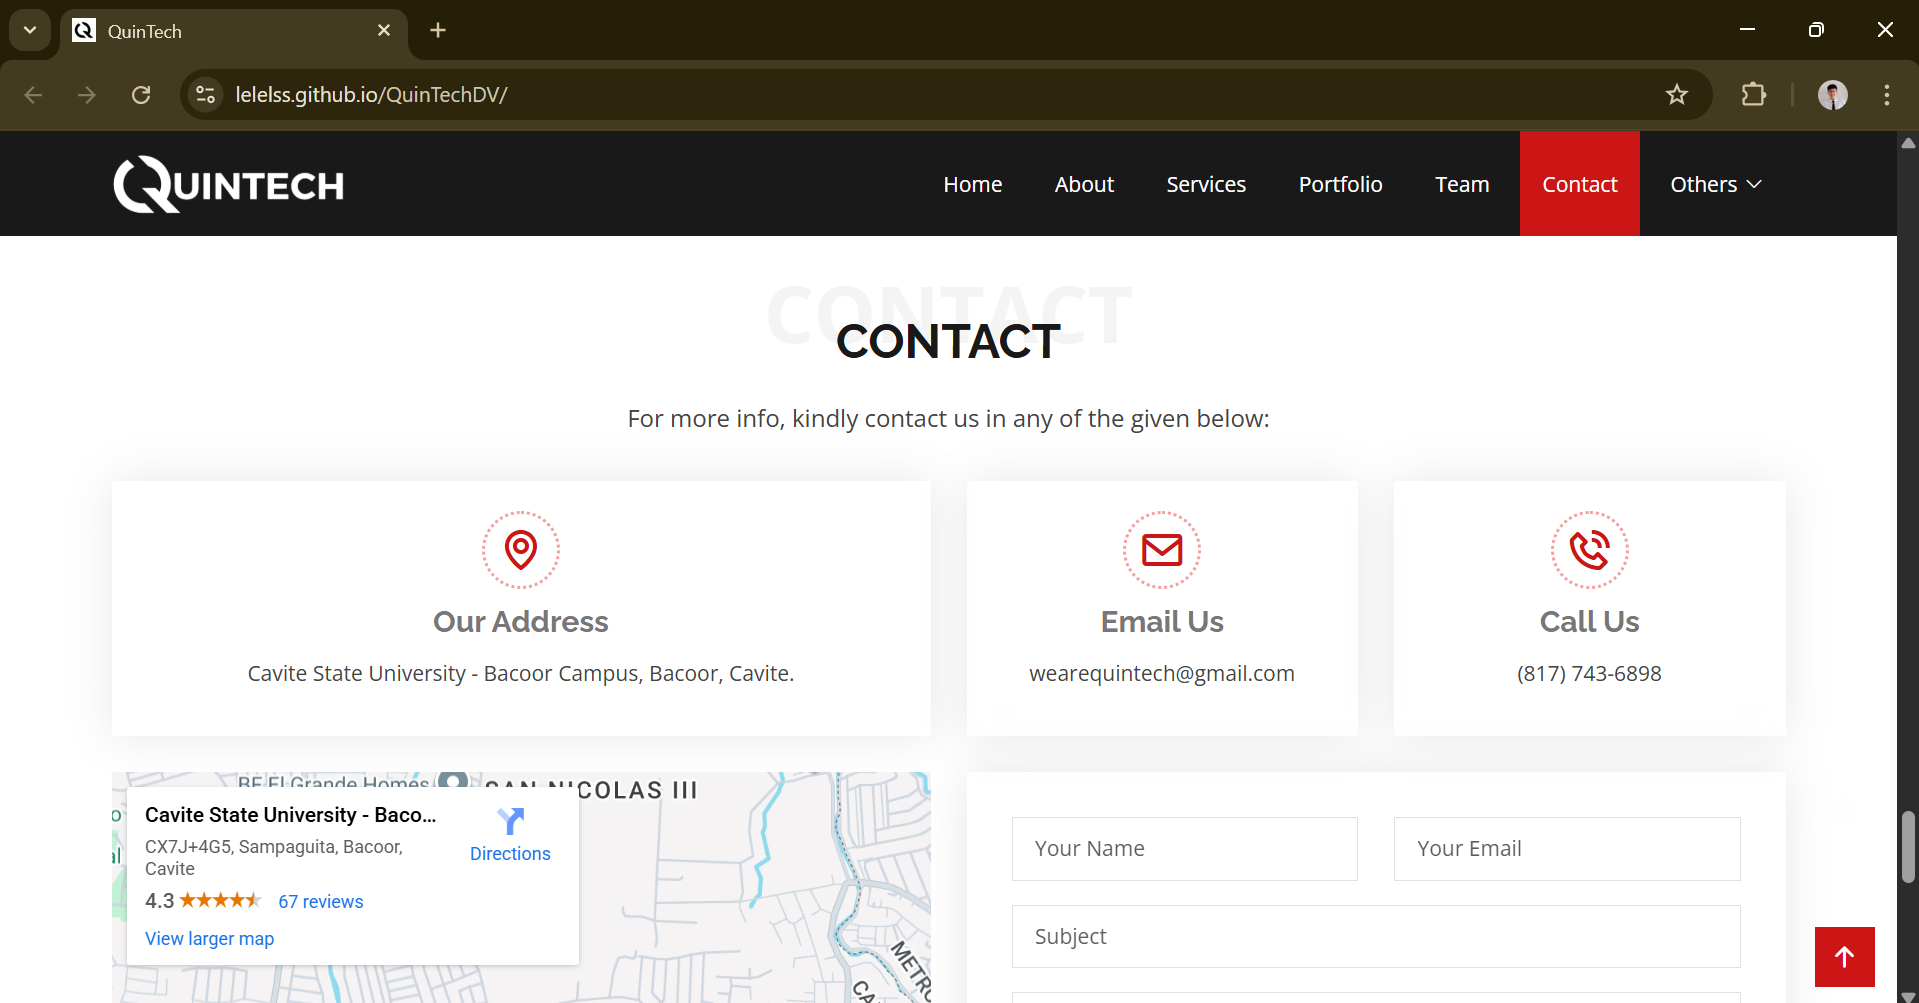 QuinTech
lelelss.github.io/QuinTechDV/
QUINTECH
Home
About
Services
Portfolio
Team
Contact
Others
CONTACT
CONTACT
For more info, kindly contact us in any of the given below:
Our Address
Cavite State University - Bacoor Campus, Bacoor, Cavite.
Email Us
wearequintech@gmail.com
Call Us
(817) 743-6898
BF El Grande Homes
SAN NICOLAS III
Cavite State University - Baco...
CX7J+4G5, Sampaguita, Bacoor,
Cavite
Directions
4.3
67 reviews
View larger map
Your Name
Your Email
Subject